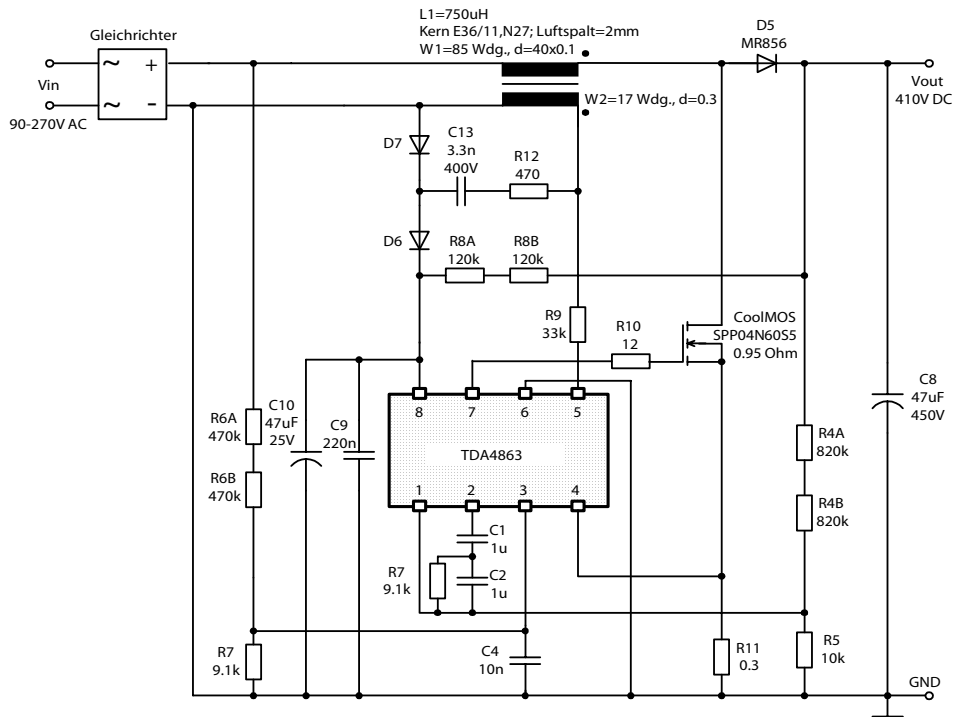 L1=750uH
Kern E36/11,N27; Luftspalt=2mm
W1=85 Wdg., d=40x0.1
Gleichrichter
D5
MR856
~
+
Vin
~
-
90-270V AC
Vout
410V DC
W2=17 Wdg., d=0.3
D7
C13
3.3n
400V
R12
470
D6
R8A
120k
R8B
120k
R9
33k
R10
12
CoolMOS
SPP04N60S5
0.95 Ohm
C8
47uF
450V
R6A
470k
C10
47uF
25V
C9
220n
8
7
6
5
TDA4863
R4A
820k
R6B
470k
1
2
3
4
R4B
820k
C1
1u
R7
9.1k
C2
1u
R7
9.1k
C4
10n
R11
0.3
R5
10k
GND